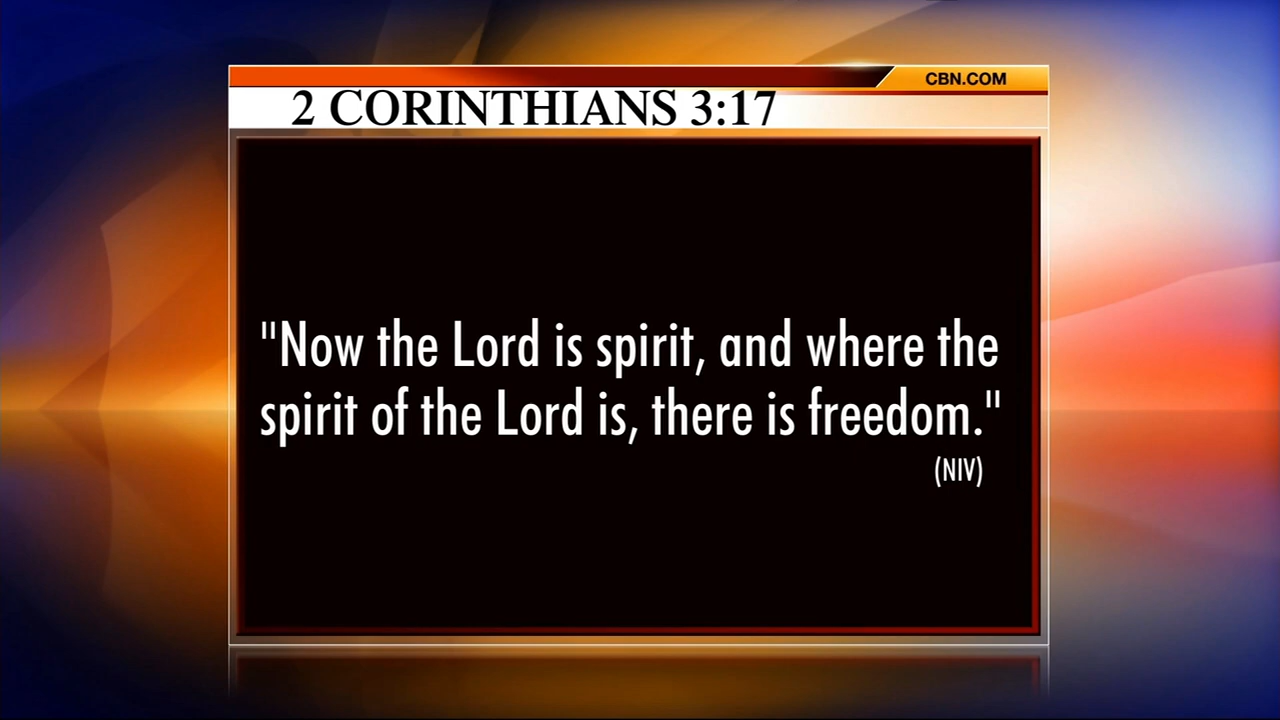 CBN.COM
2 CORINTHIANS 3:17
"Now the Lord is spirit, and where the
spirit of the Lord is, there is freedom."
(NIV)